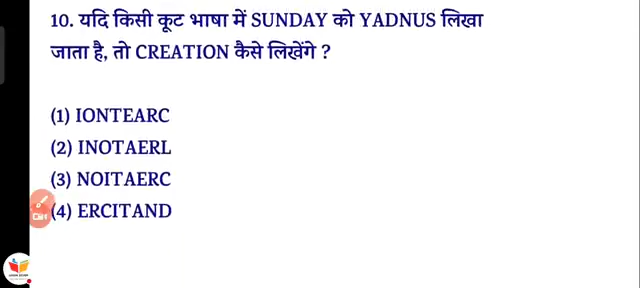 10. यदि किसी कूट भाषा में SUNDAY को YADNUS लिखा
जाता है, तो CREATION कैसे लिखेंगे ?
(1) IONTEARC
(2) INOTAERL
(3) NOITAERC
(4) ERCITAND